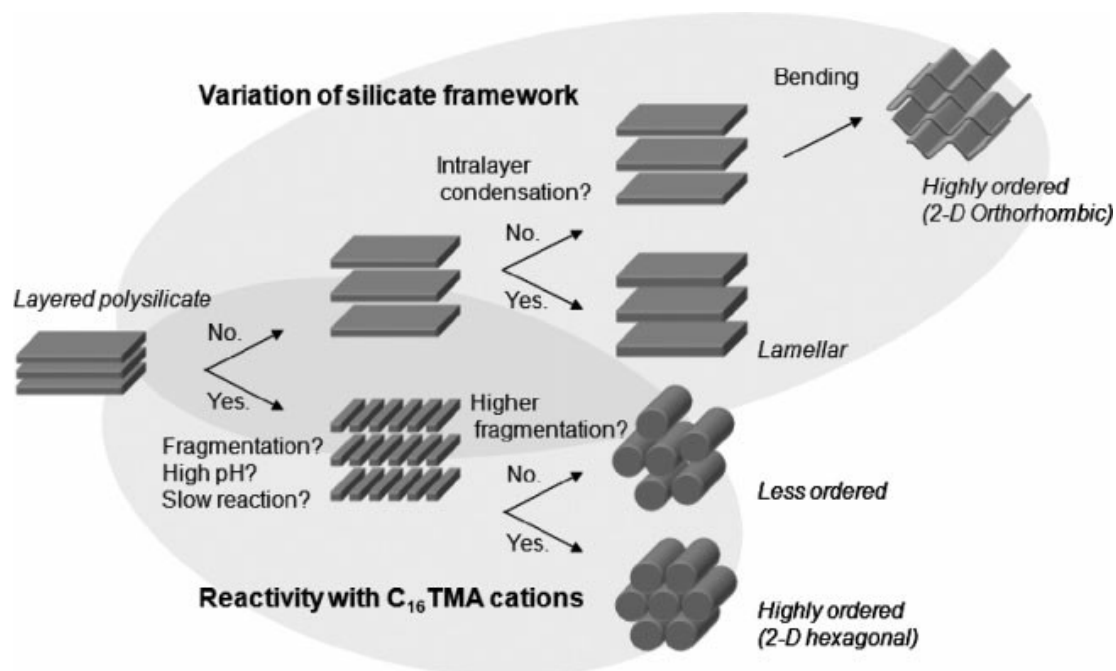 Variation of silicate framework
Bending
Intralayer
condensation?
Highly ordered
(2-D Orthorhombic)
No.
Yes.
Layered polysilicate
No.
Yes.
Lamellar
Fragmentation?
High pH?
Slow reaction?
Higher
fragmentation?
No.
Yes.
Less ordered
Reactivity with C₁₆TMA cations
Highly ordered
(2-D hexagonal)